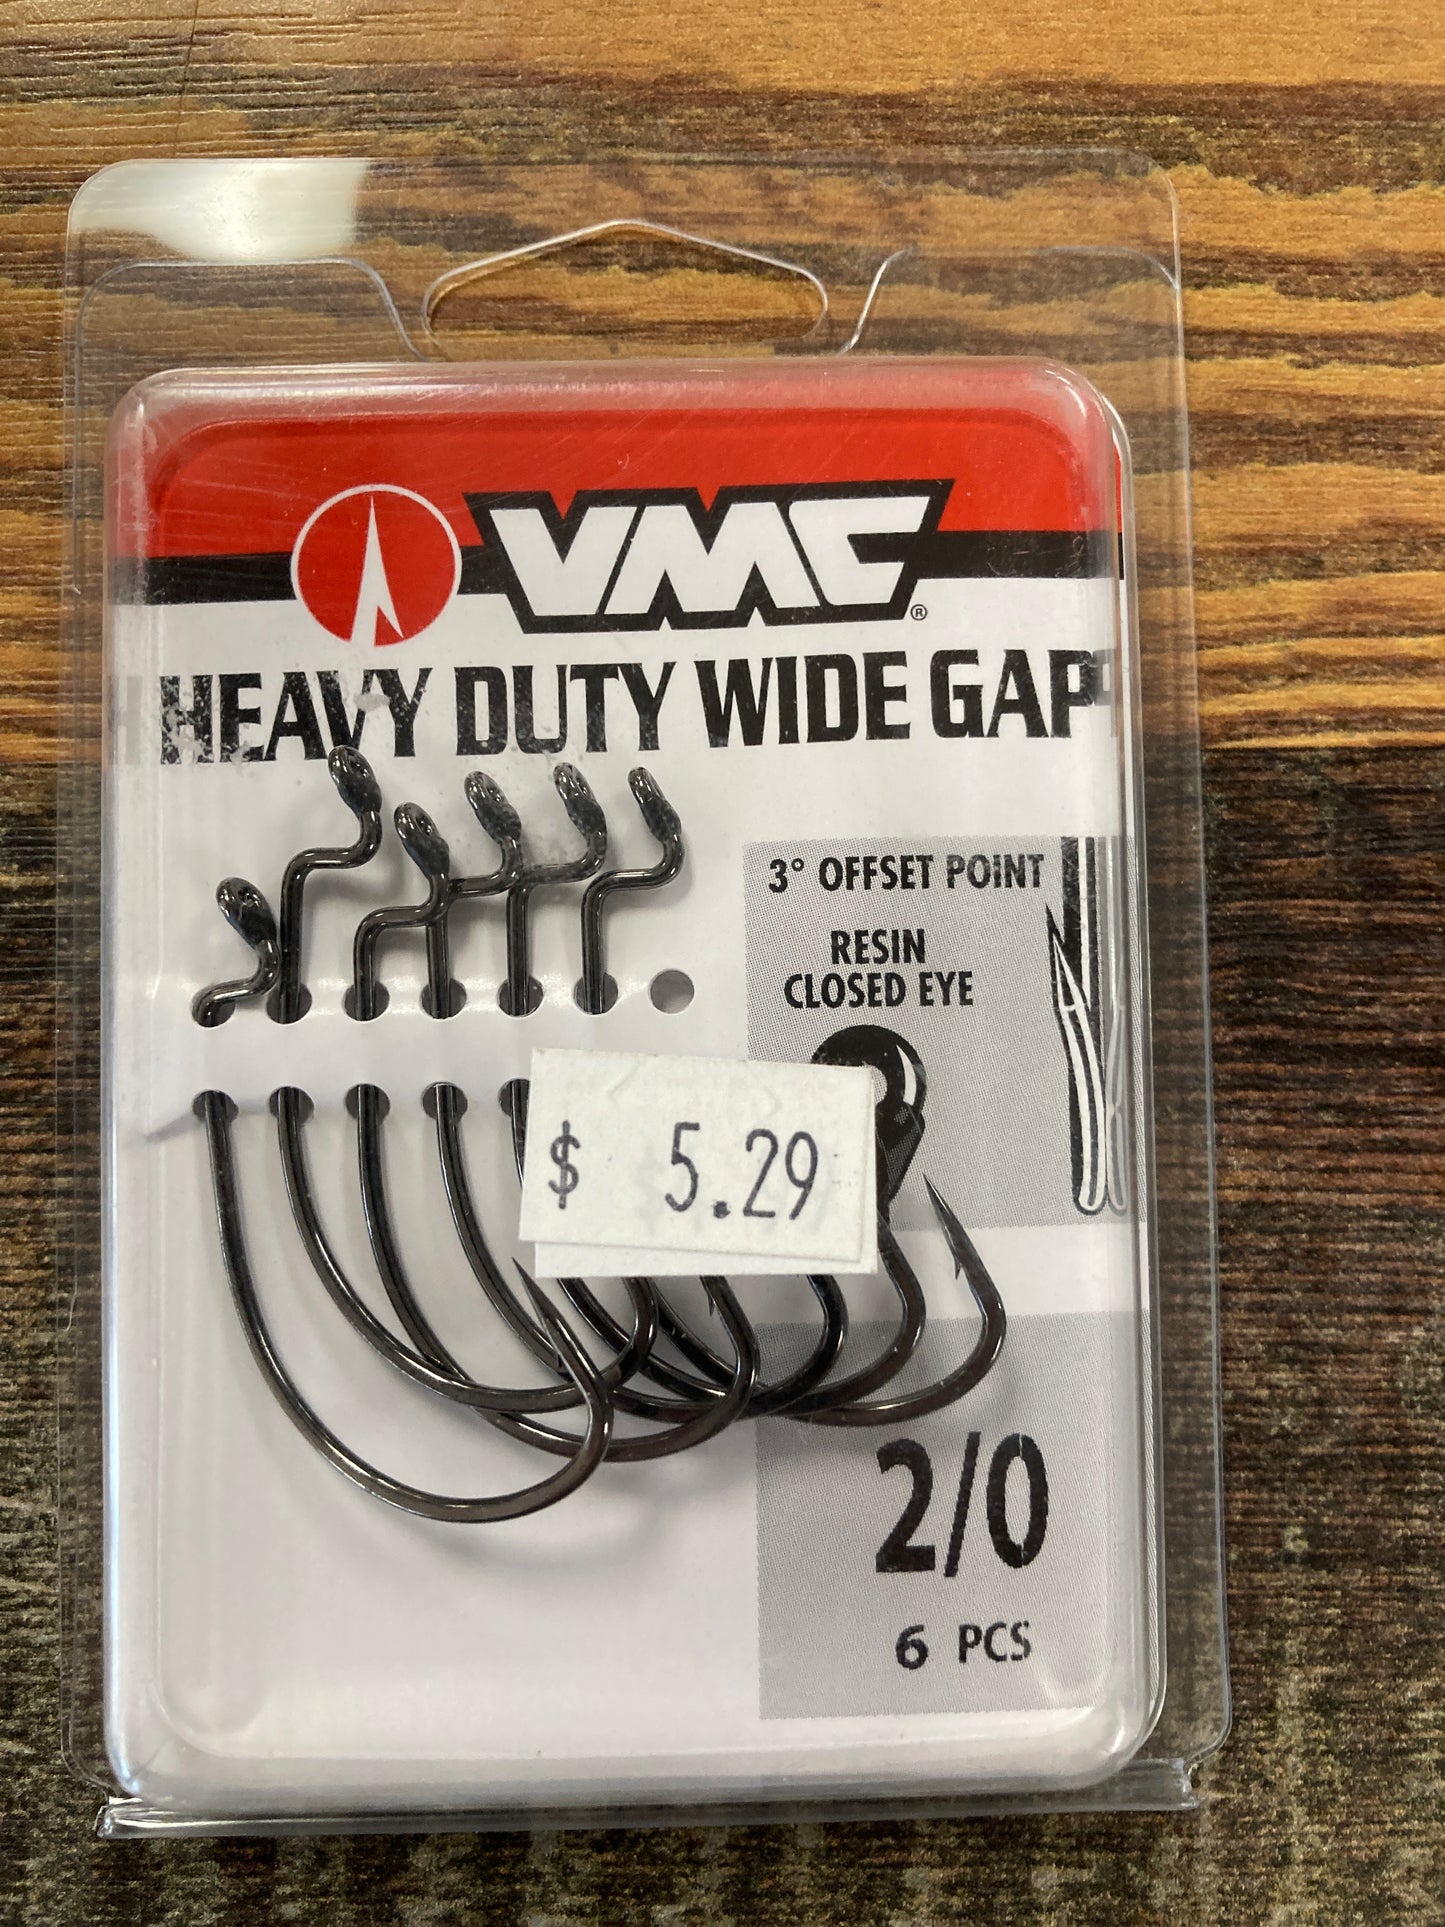 VMC®
HEAVY DUTY WIDE GAP
3° OFFSET POINT
RESIN
CLOSED EYE
$ 5.29
2/0
6 PCS